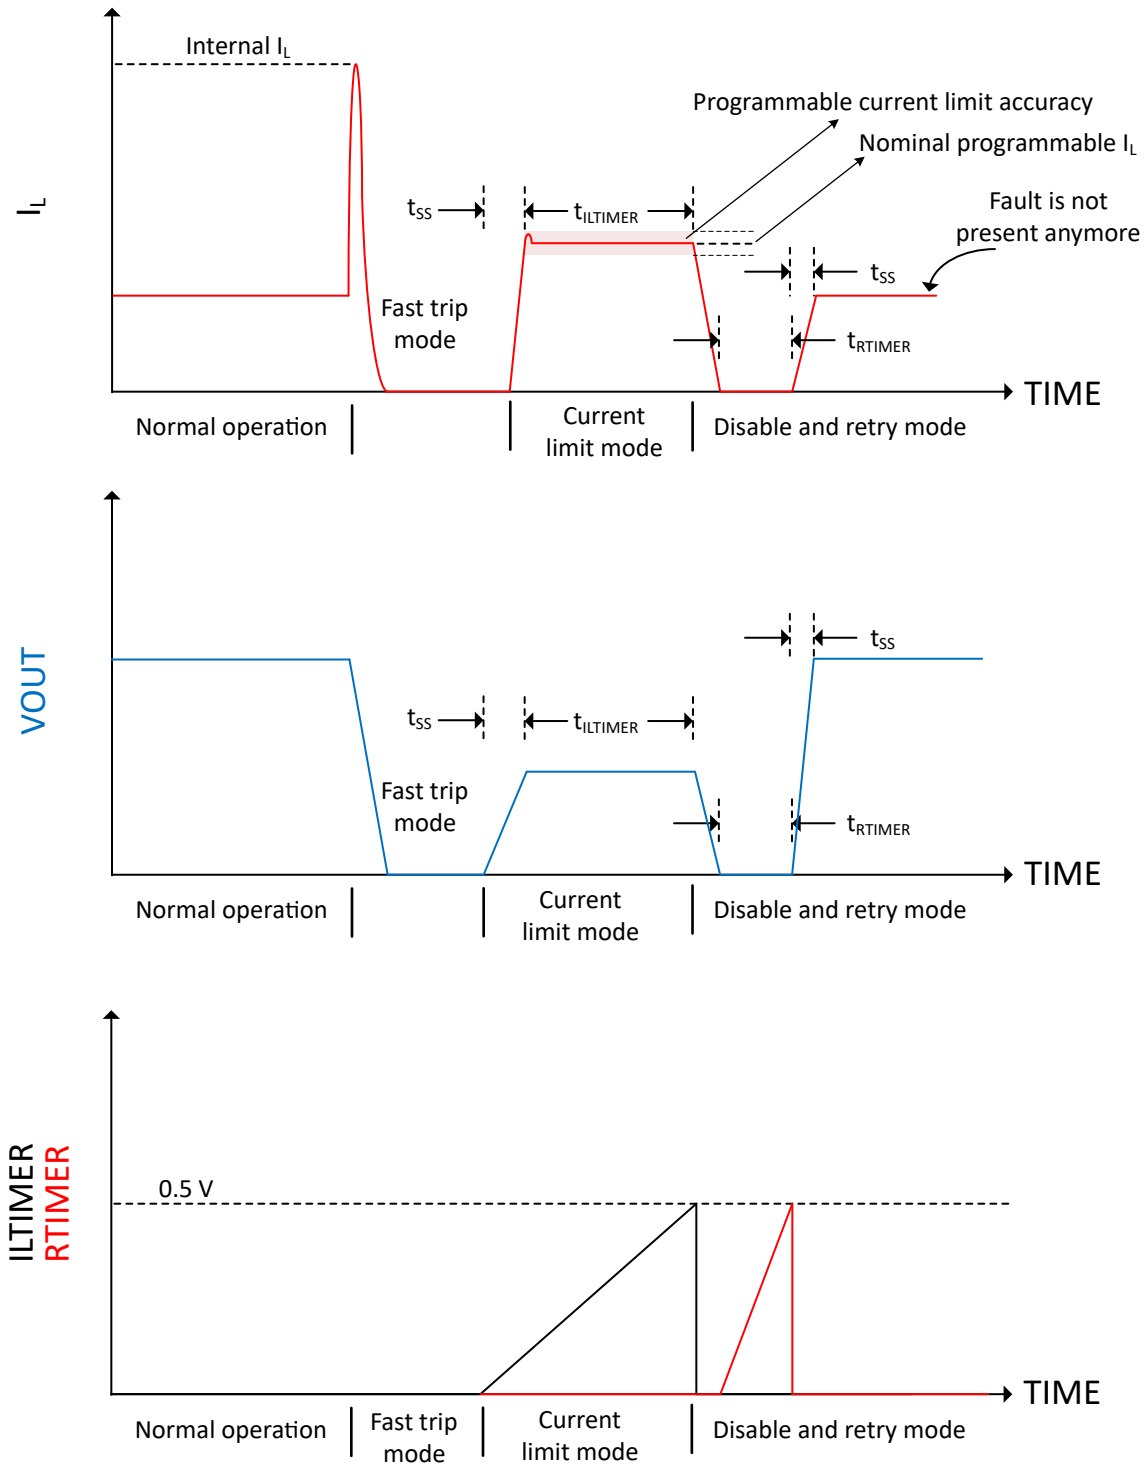 Internal IL
Programmable current limit accuracy
Nominal programmable IL
Fault is not
present anymore
IL
tSS
tILTIMER
tSS
Fast trip
mode
tRTIMER
TIME
Normal operation
Current
limit mode
Disable and retry mode
VOUT
tSS
tSS
tILTIMER
Fast trip
mode
tRTIMER
TIME
Normal operation
Current
limit mode
Disable and retry mode
ILTIMER
RTIMER
0.5 V
TIME
Normal operation
Fast trip
mode
Current
limit mode
Disable and retry mode